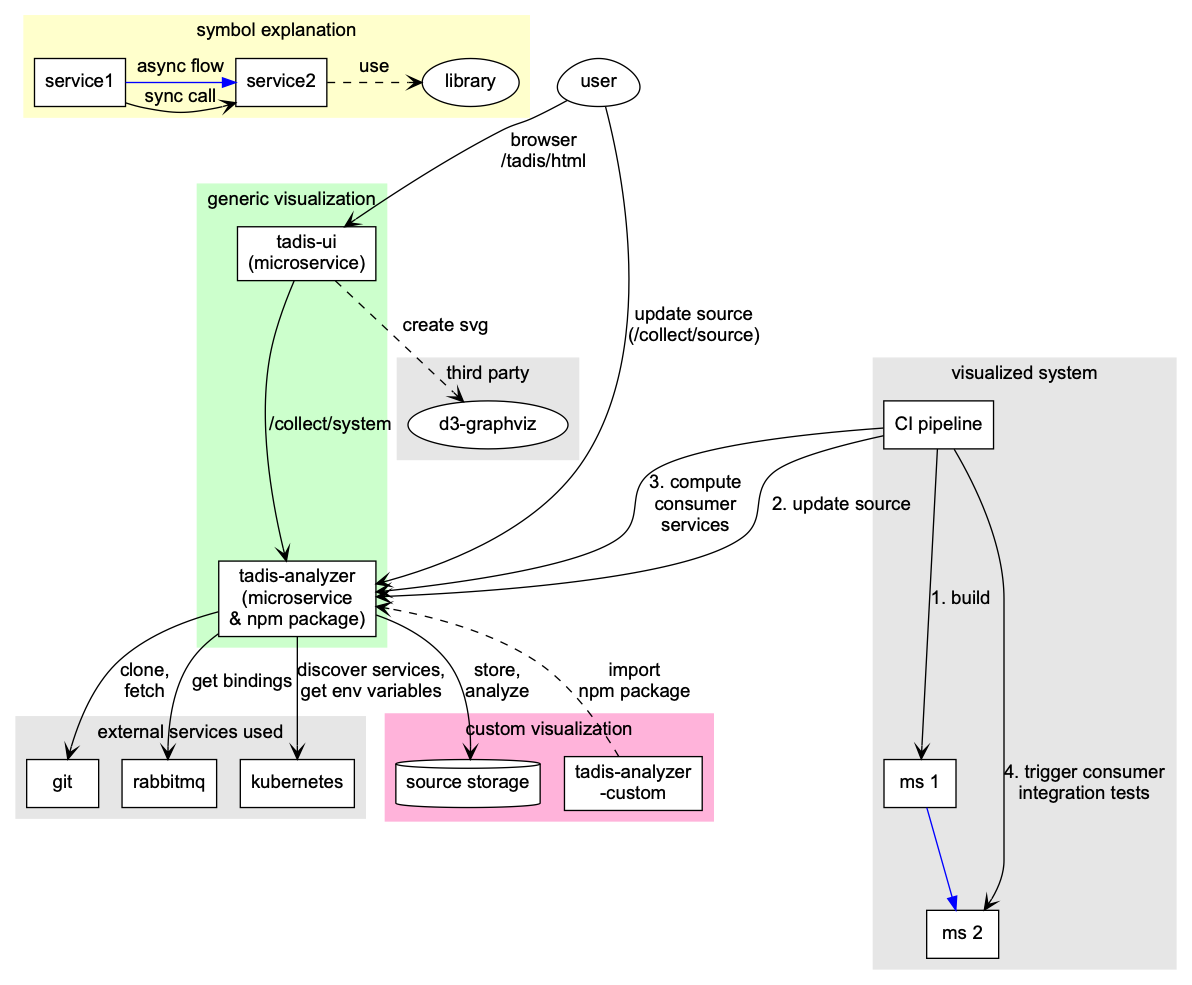 symbol explanation
service1
async flow
sync call
service2
use
library
user
browser
/tadis/html
generic visualization
tadis-ui
(microservice)
create svg
update source
(/collect/source)
third party
d3-graphviz
/collect/system
visualized system
CI pipeline
3. compute
consumer
services
2. update source
tadis-analyzer
(microservice
& npm package)
1. build
clone,
fetch
get bindings
discover services,
get env variables
store,
analyze
import
npm package
external services used
git
rabbitmq
kubernetes
custom visualization
source storage
tadis-analyzer
-custom
ms 1
4. trigger consumer
integration tests
ms 2